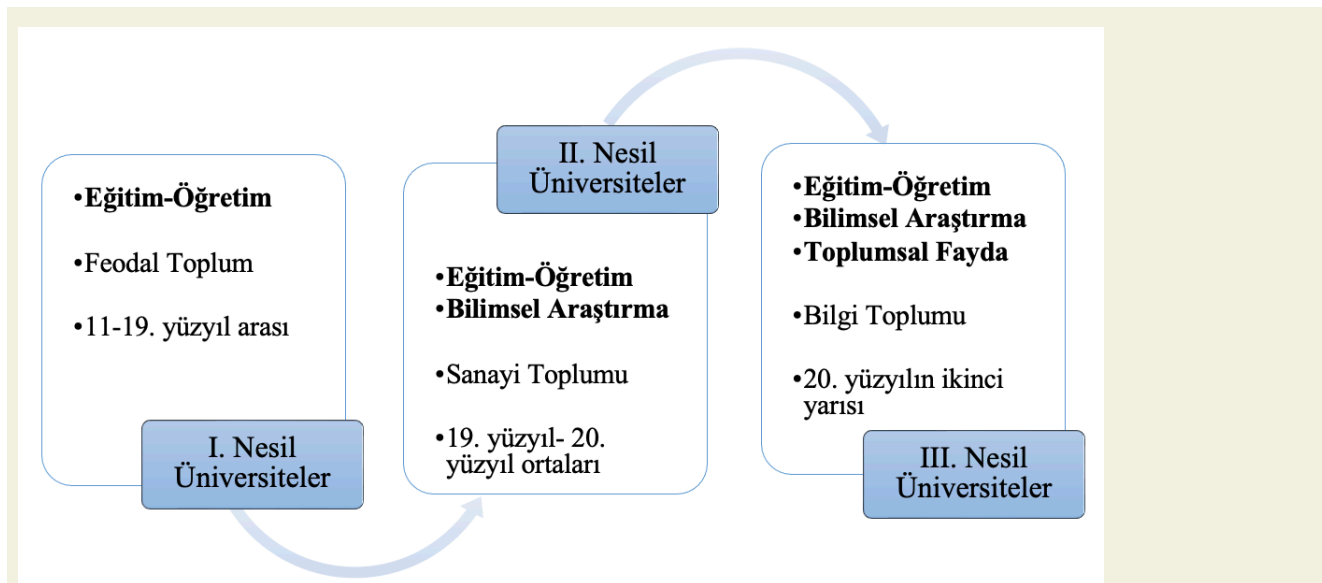 •Eğitim-Öğretim
•Feodal Toplum
•11-19. yüzyıl arası
I. Nesil
Üniversiteler
II. Nesil
Üniversiteler
•Eğitim-Öğretim
•Bilimsel Araştırma
•Sanayi Toplumu
•19. yüzyıl- 20.
yüzyıl ortaları
•Eğitim-Öğretim
•Bilimsel Araştırma
•Toplumsal Fayda
•Bilgi Toplumu
•20. yüzyılın ikinci
yarısı
III. Nesil
Üniversiteler